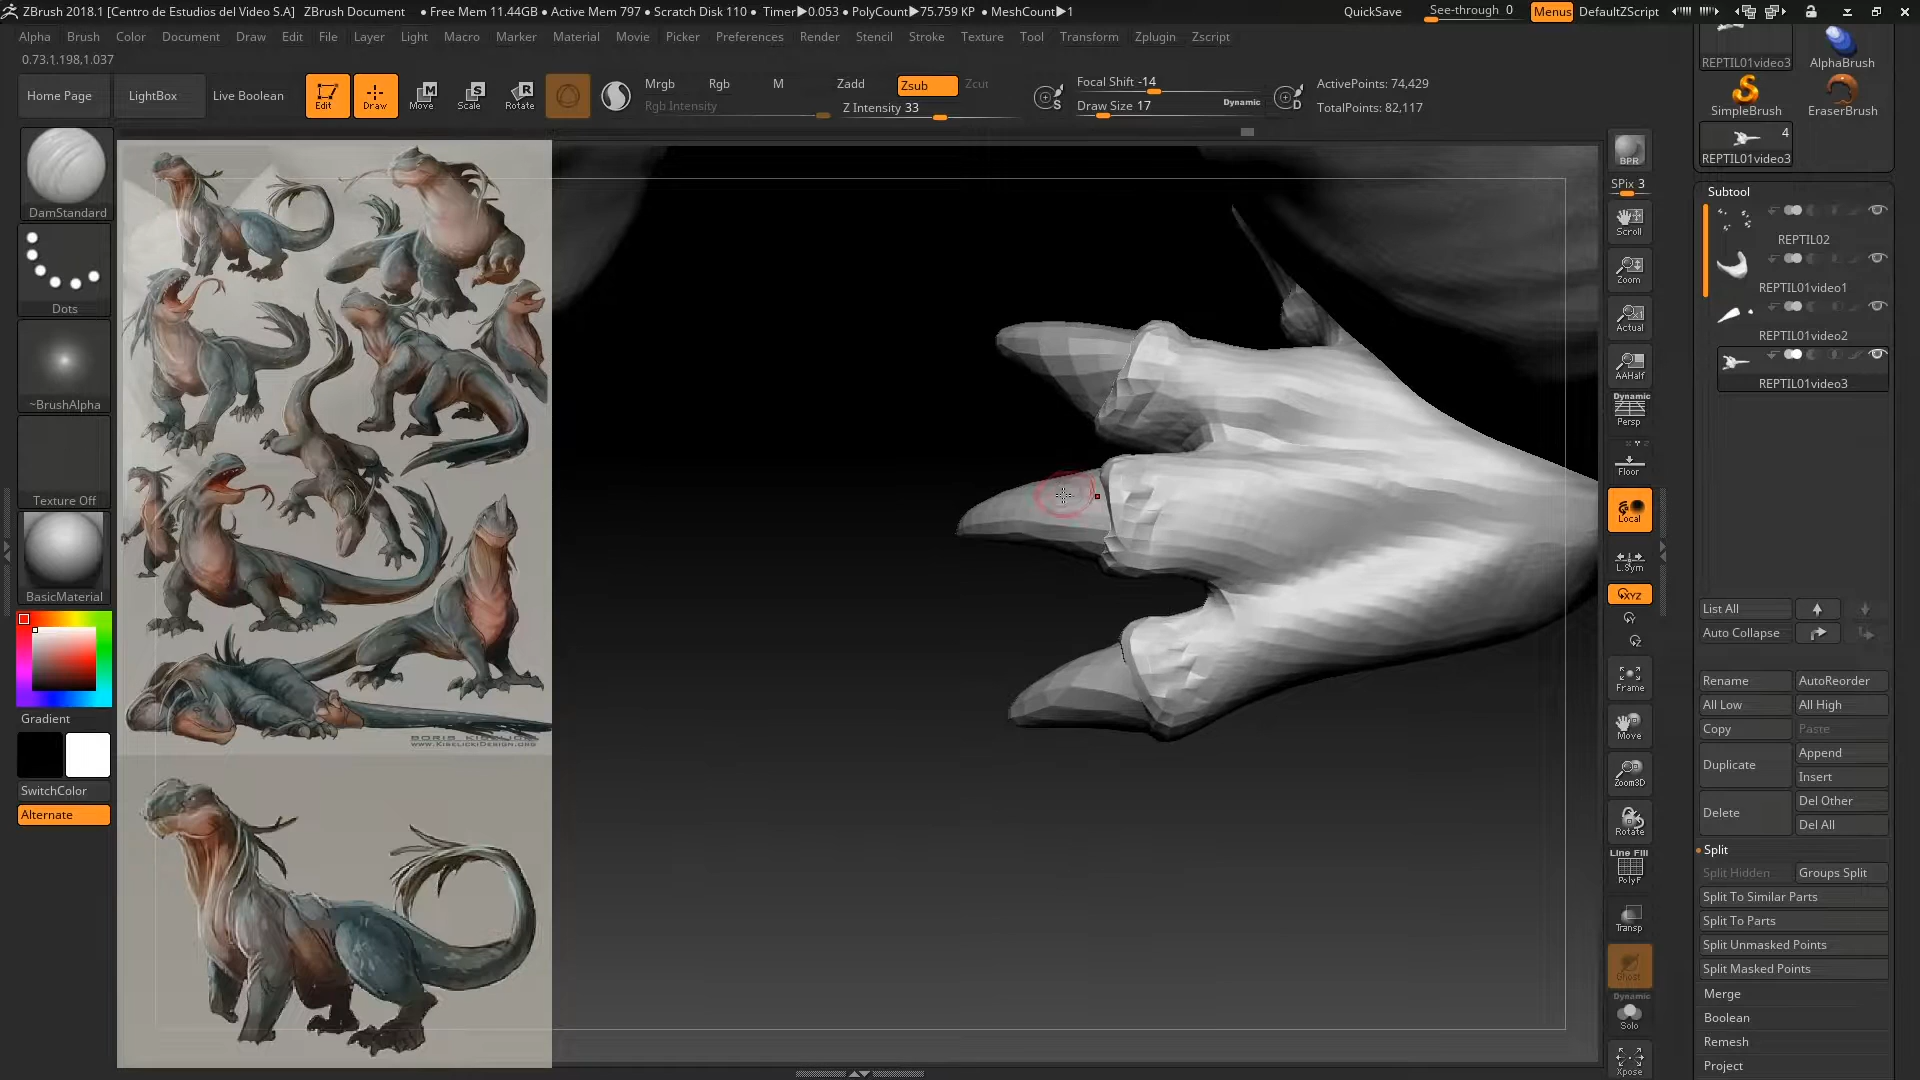 ZBrush 2018.1 [Centro de Estudios del Video S.A] ZBrush Document • Free Mem 11.44GB • Active Mem 797 • Scratch Disk 110 • Timer▶0.053 • PolyCount▶75.759 KP • MeshCount▶1
QuickSave See-through 0 Menus DefaultZScript
Alpha Brush Color Document Draw Edit File Layer Light Macro Marker Material Movie Picker Preferences Render Stencil Stroke Texture Tool Transform Zplugin Zscript
0.73.1.198,1.037
Home Page LightBox Live Boolean
Edit Draw Move Scale Rotate
Mrgb Rgb M Zadd Zsub Zcut
Rgb Intensity Z Intensity 33
S Focal Shift -14
Draw Size 17 Dynamic D
ActivePoints: 74,429
TotalPoints: 82,117
DamStandard
Dots
~BrushAlpha
Texture Off
BasicMaterial
Gradient
SwitchColor
Alternate
WWW.KISELICKIDESIGN.ORG
BPR
SPix 3
Scroll
Zoom
Actual
AAHalf
Dynamic
Persp
Floor
Local
L.Sym
XYZ
Y
Z
Frame
Move
Zoom3D
Rotate
Line Fill
PolyF
Transp
Ghost
Dynamic
Solo
Xpose
REPTIL01video3 AlphaBrush
SimpleBrush EraserBrush
4
REPTIL01video3
Subtool
REPTIL02
REPTIL01video1
REPTIL01video2
REPTIL01video3
List All
Auto Collapse
Rename AutoReorder
All Low All High
Copy Paste
Duplicate Append
Insert
Delete Del Other
Del All
Split
Split Hidden Groups Split
Split To Similar Parts
Split To Parts
Split Unmasked Points
Split Masked Points
Merge
Boolean
Remesh
Project